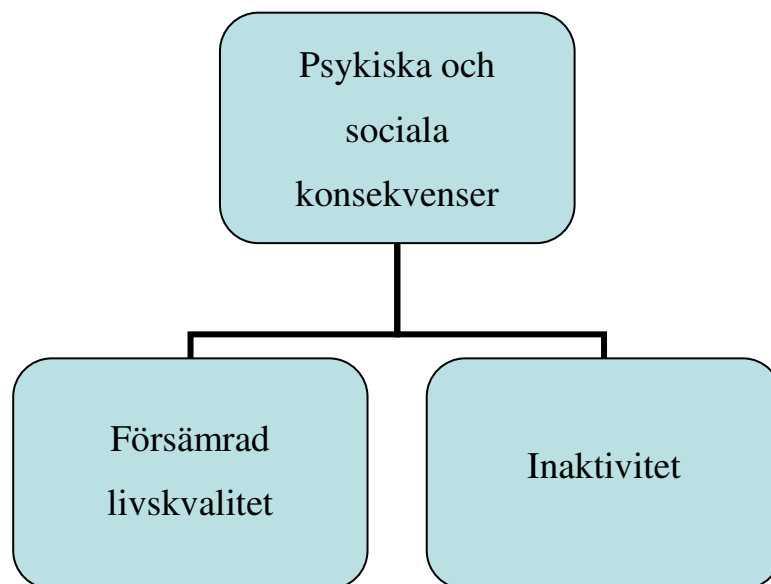 Psykiska och
sociala
konsekvenser
Försämrad
livskvalitet
Inaktivitet